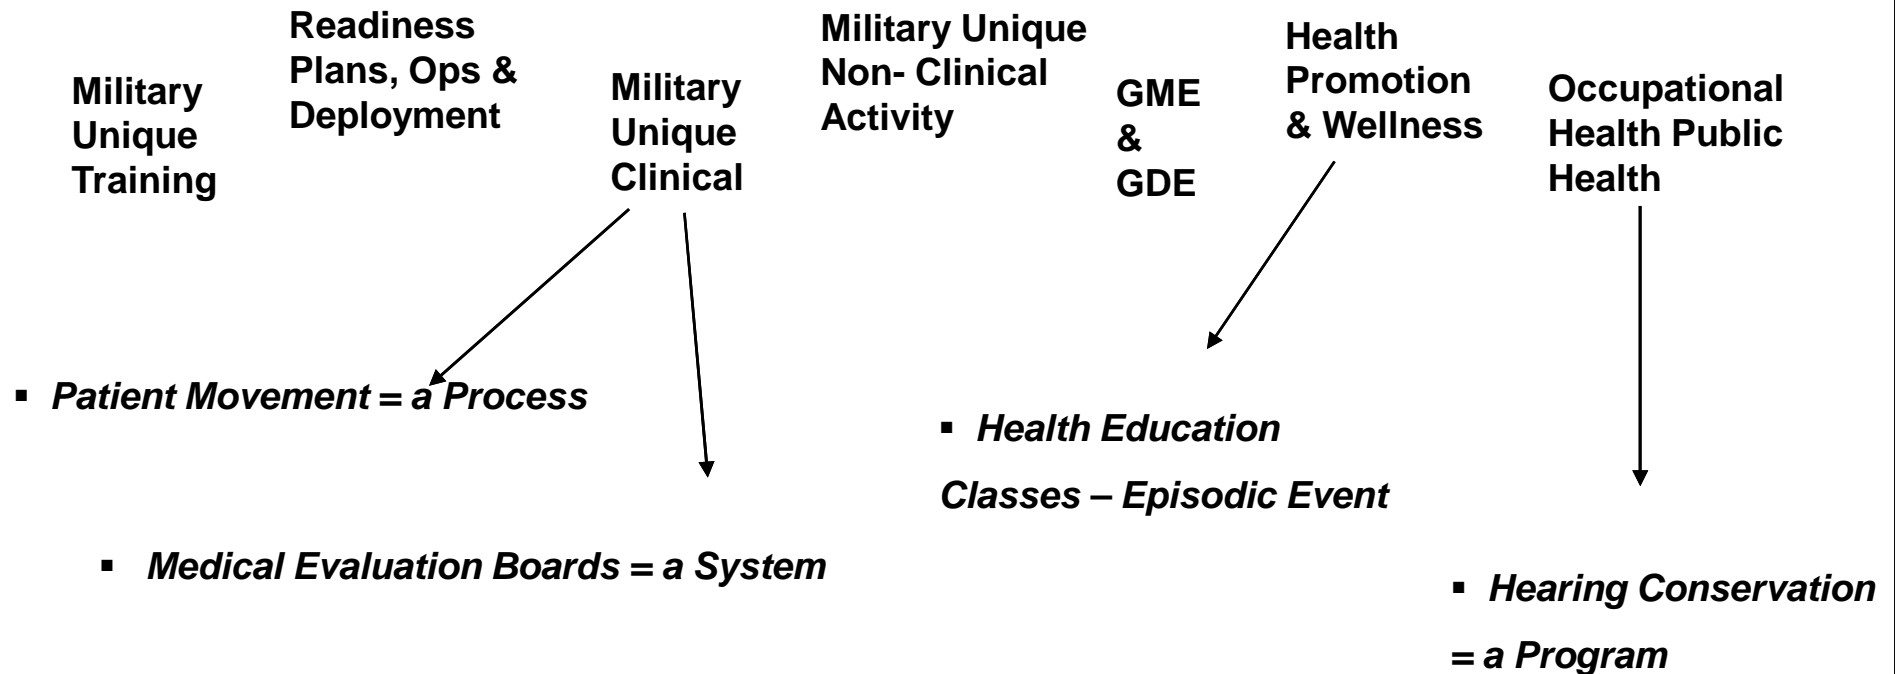 Military
Unique
Training
Readiness
Plans, Ops &
Deployment
Military
Unique
Clinical
Military Unique
Non- Clinical
Activity
GME
&
GDE
Health
Promotion
& Wellness
Occupational
Health Public
Health
▪ Patient Movement = a Process
▪ Medical Evaluation Boards = a System
▪ Health Education
Classes – Episodic Event
▪ Hearing Conservation
= a Program